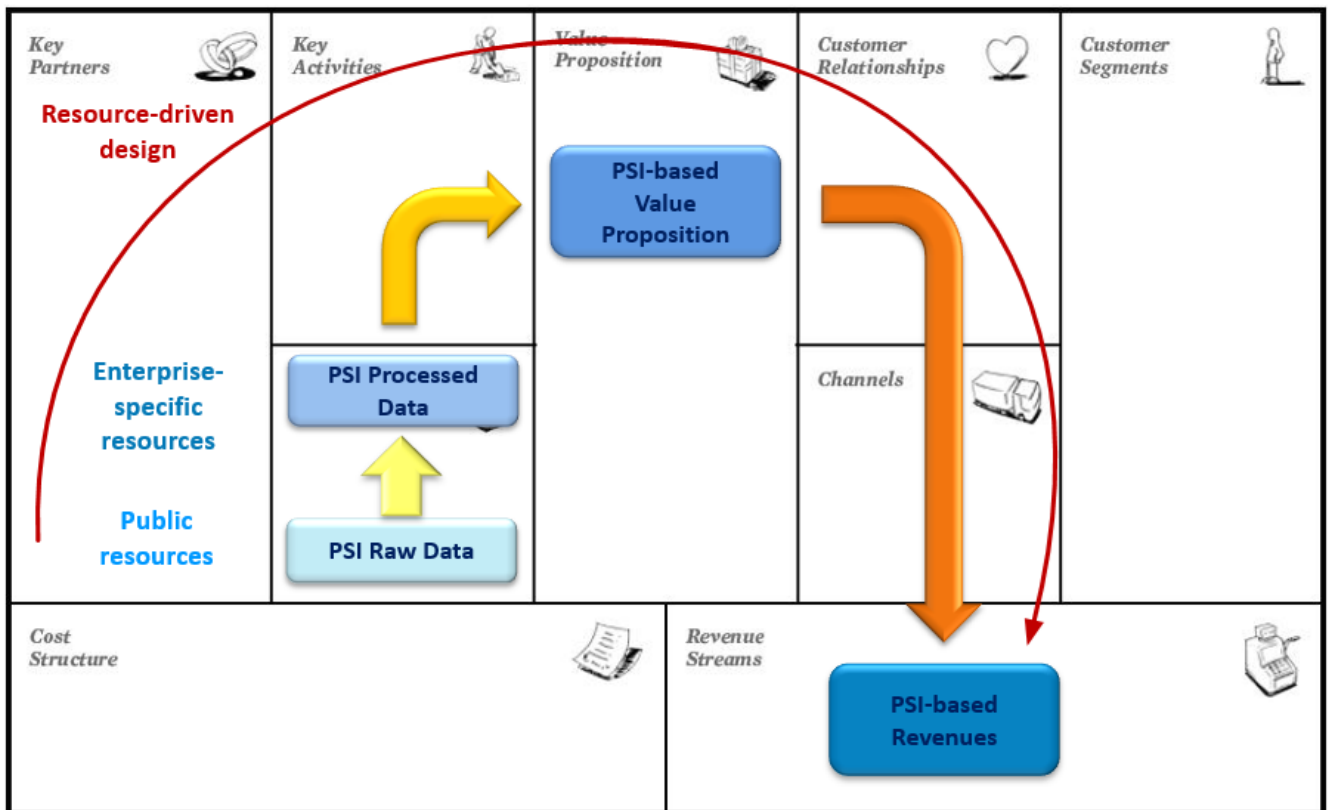 Key
Partners
Key
Activities
Value
Proposition
Customer
Relationships
Customer
Segments
Resource-driven
design
PSI-based
Value
Proposition
Enterprise-
specific
resources
PSI Processed
Data
Channels
Public
resources
PSI Raw Data
Cost
Structure
Revenue
Streams
PSI-based
Revenues